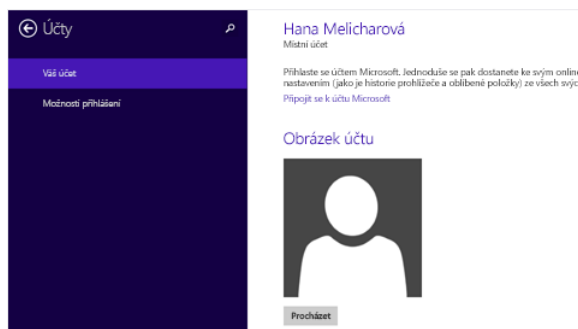 Účty
Váš účet
Možnosti přihlášení
Hana Melicharová
Místní účet
Přihlaste se účtem Microsoft. Jednoduše se pak dostanete ke svým online
nastavením (jako je historie prohlížeče a oblíbené položky) ze všech svýc
Připojit se k účtu Microsoft
Obrázek účtu
Procházet